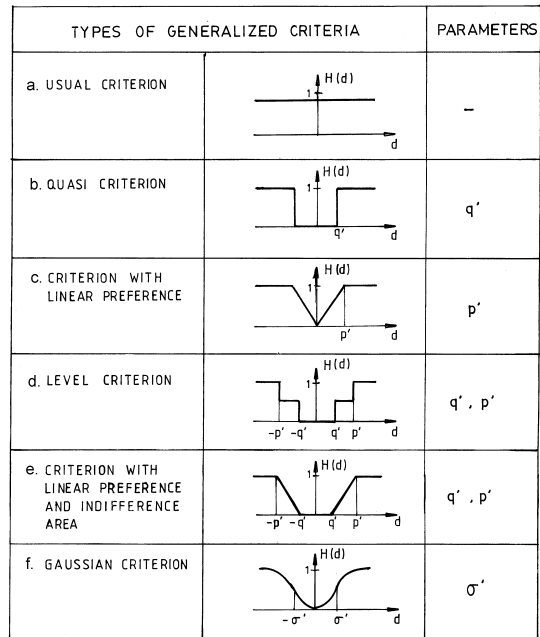 TYPES OF GENERALIZED CRITERIA
PARAMETERS
a. USUAL CRITERION
H(d)
1
d
–
b. QUASI CRITERION
H(d)
1
q'
d
q'
c. CRITERION WITH
LINEAR PREFERENCE
H(d)
1
p'
d
p'
d. LEVEL CRITERION
H(d)
1
-p' -q' q' p' d
q', p'
e. CRITERION WITH
LINEAR PREFERENCE
AND INDIFFERENCE
AREA
H(d)
1
-p' -q' q' p' d
q', p'
f. GAUSSIAN CRITERION
H(d)
1
-σ' σ' d
σ'